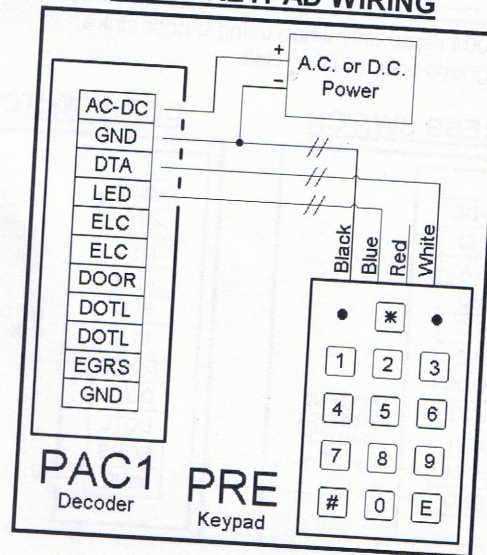 KEYPAD WIRING
+
A.C. or D.C.
−
Power
AC-DC
GND
DTA
LED
ELC
ELC
DOOR
DOTL
DOTL
EGRS
GND
Black
Blue
Red
White
*
1 2 3
4 5 6
7 8 9
# 0 E
PAC1
Decoder
PRE
Keypad